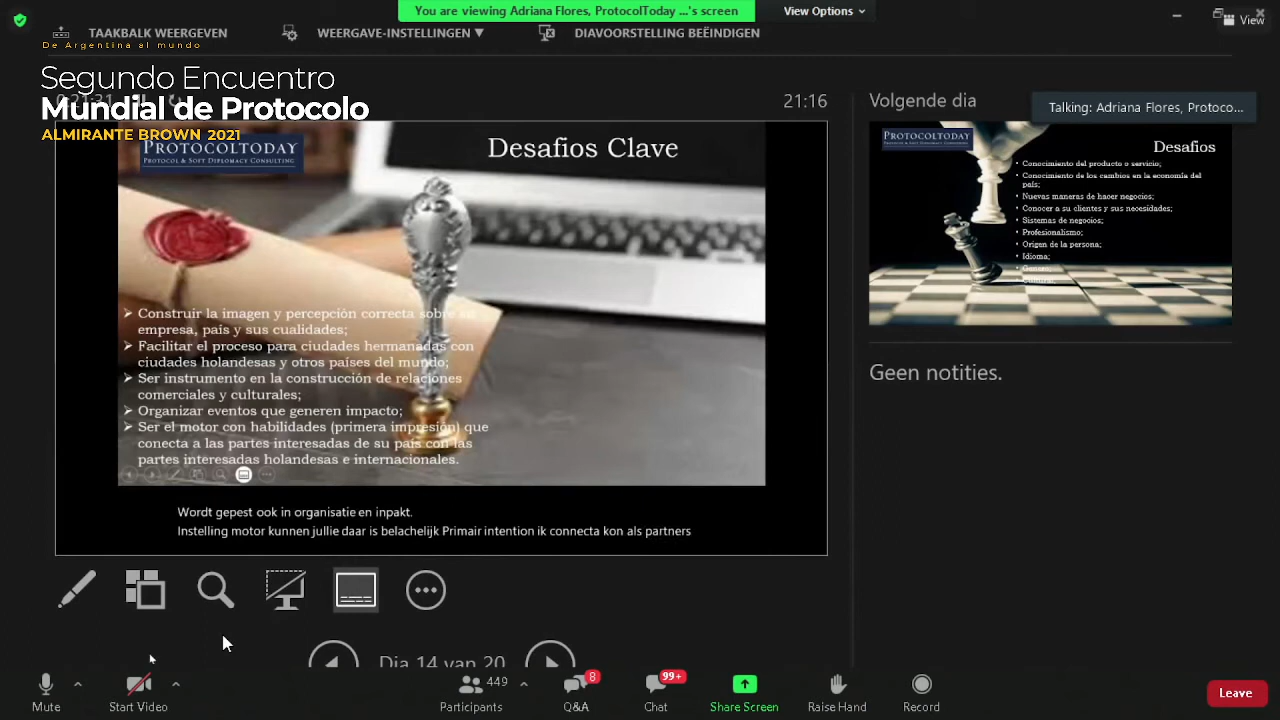 You are viewing Adriana Flores, ProtocolToday ...'s screen
View Options
View
TAAKBALK WEERGEVEN
WEERGAVE-INSTELLINGEN ▼
DIAVOORSTELLING BEËINDIGEN
De Argentina al mundo
Segundo Encuentro
Mundial de Protocolo
ALMIRANTE BROWN 2021
21:16
Volgende dia
Talking: Adriana Flores, Protoco...
PROTOCOLTODAY
PROTOCOL & SOFT DIPLOMACY CONSULTING
Desafios Clave
➢ Construir la imagen y percepción correcta sobre su
empresa, país y sus cualidades;
➢ Facilitar el proceso para ciudades hermanadas con
ciudades holandesas y otros países del mundo;
➢ Ser instrumento en la construcción de relaciones
comerciales y culturales;
➢ Organizar eventos que generen impacto;
➢ Ser el motor con habilidades (primera impresión) que
conecta a las partes interesadas de su país con las
partes interesadas holandesas e internacionales.
Wordt gepest ook in organisatie en inpakt.
Instelling motor kunnen jullie daar is belachelijk Primair intention ik connecta kon als partners
PROTOCOLTODAY
PROTOCOL & SOFT DIPLOMACY CONSULTING
Desafios
• Conocimiento del producto o servicio;
• Conocimiento de los cambios en la economía del
país;
• Nuevas maneras de hacer negocios;
• Conocer a su clientes y sus necesidades;
• Sistemas de negocios;
• Profesionalismo;
• Origen de la persona;
• Idioma;
• Genero;
Geen notities.
Dia 14 van 20
Mute
Start Video
449
Participants
8
Q&A
99+
Chat
Share Screen
Raise Hand
Record
Leave